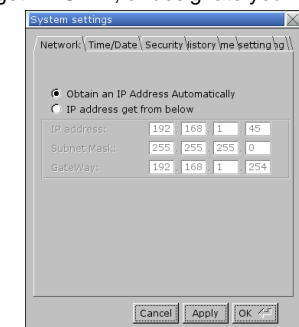 System settings
Network Time/Date Security History me setting ng
Obtain an IP Address Automatically
IP address get from below
IP address: 192 . 168 . 1 . 45
Subnet Mask: 255 . 255 . 255 . 0
GateWay: 192 . 168 . 1 . 254
Cancel Apply OK